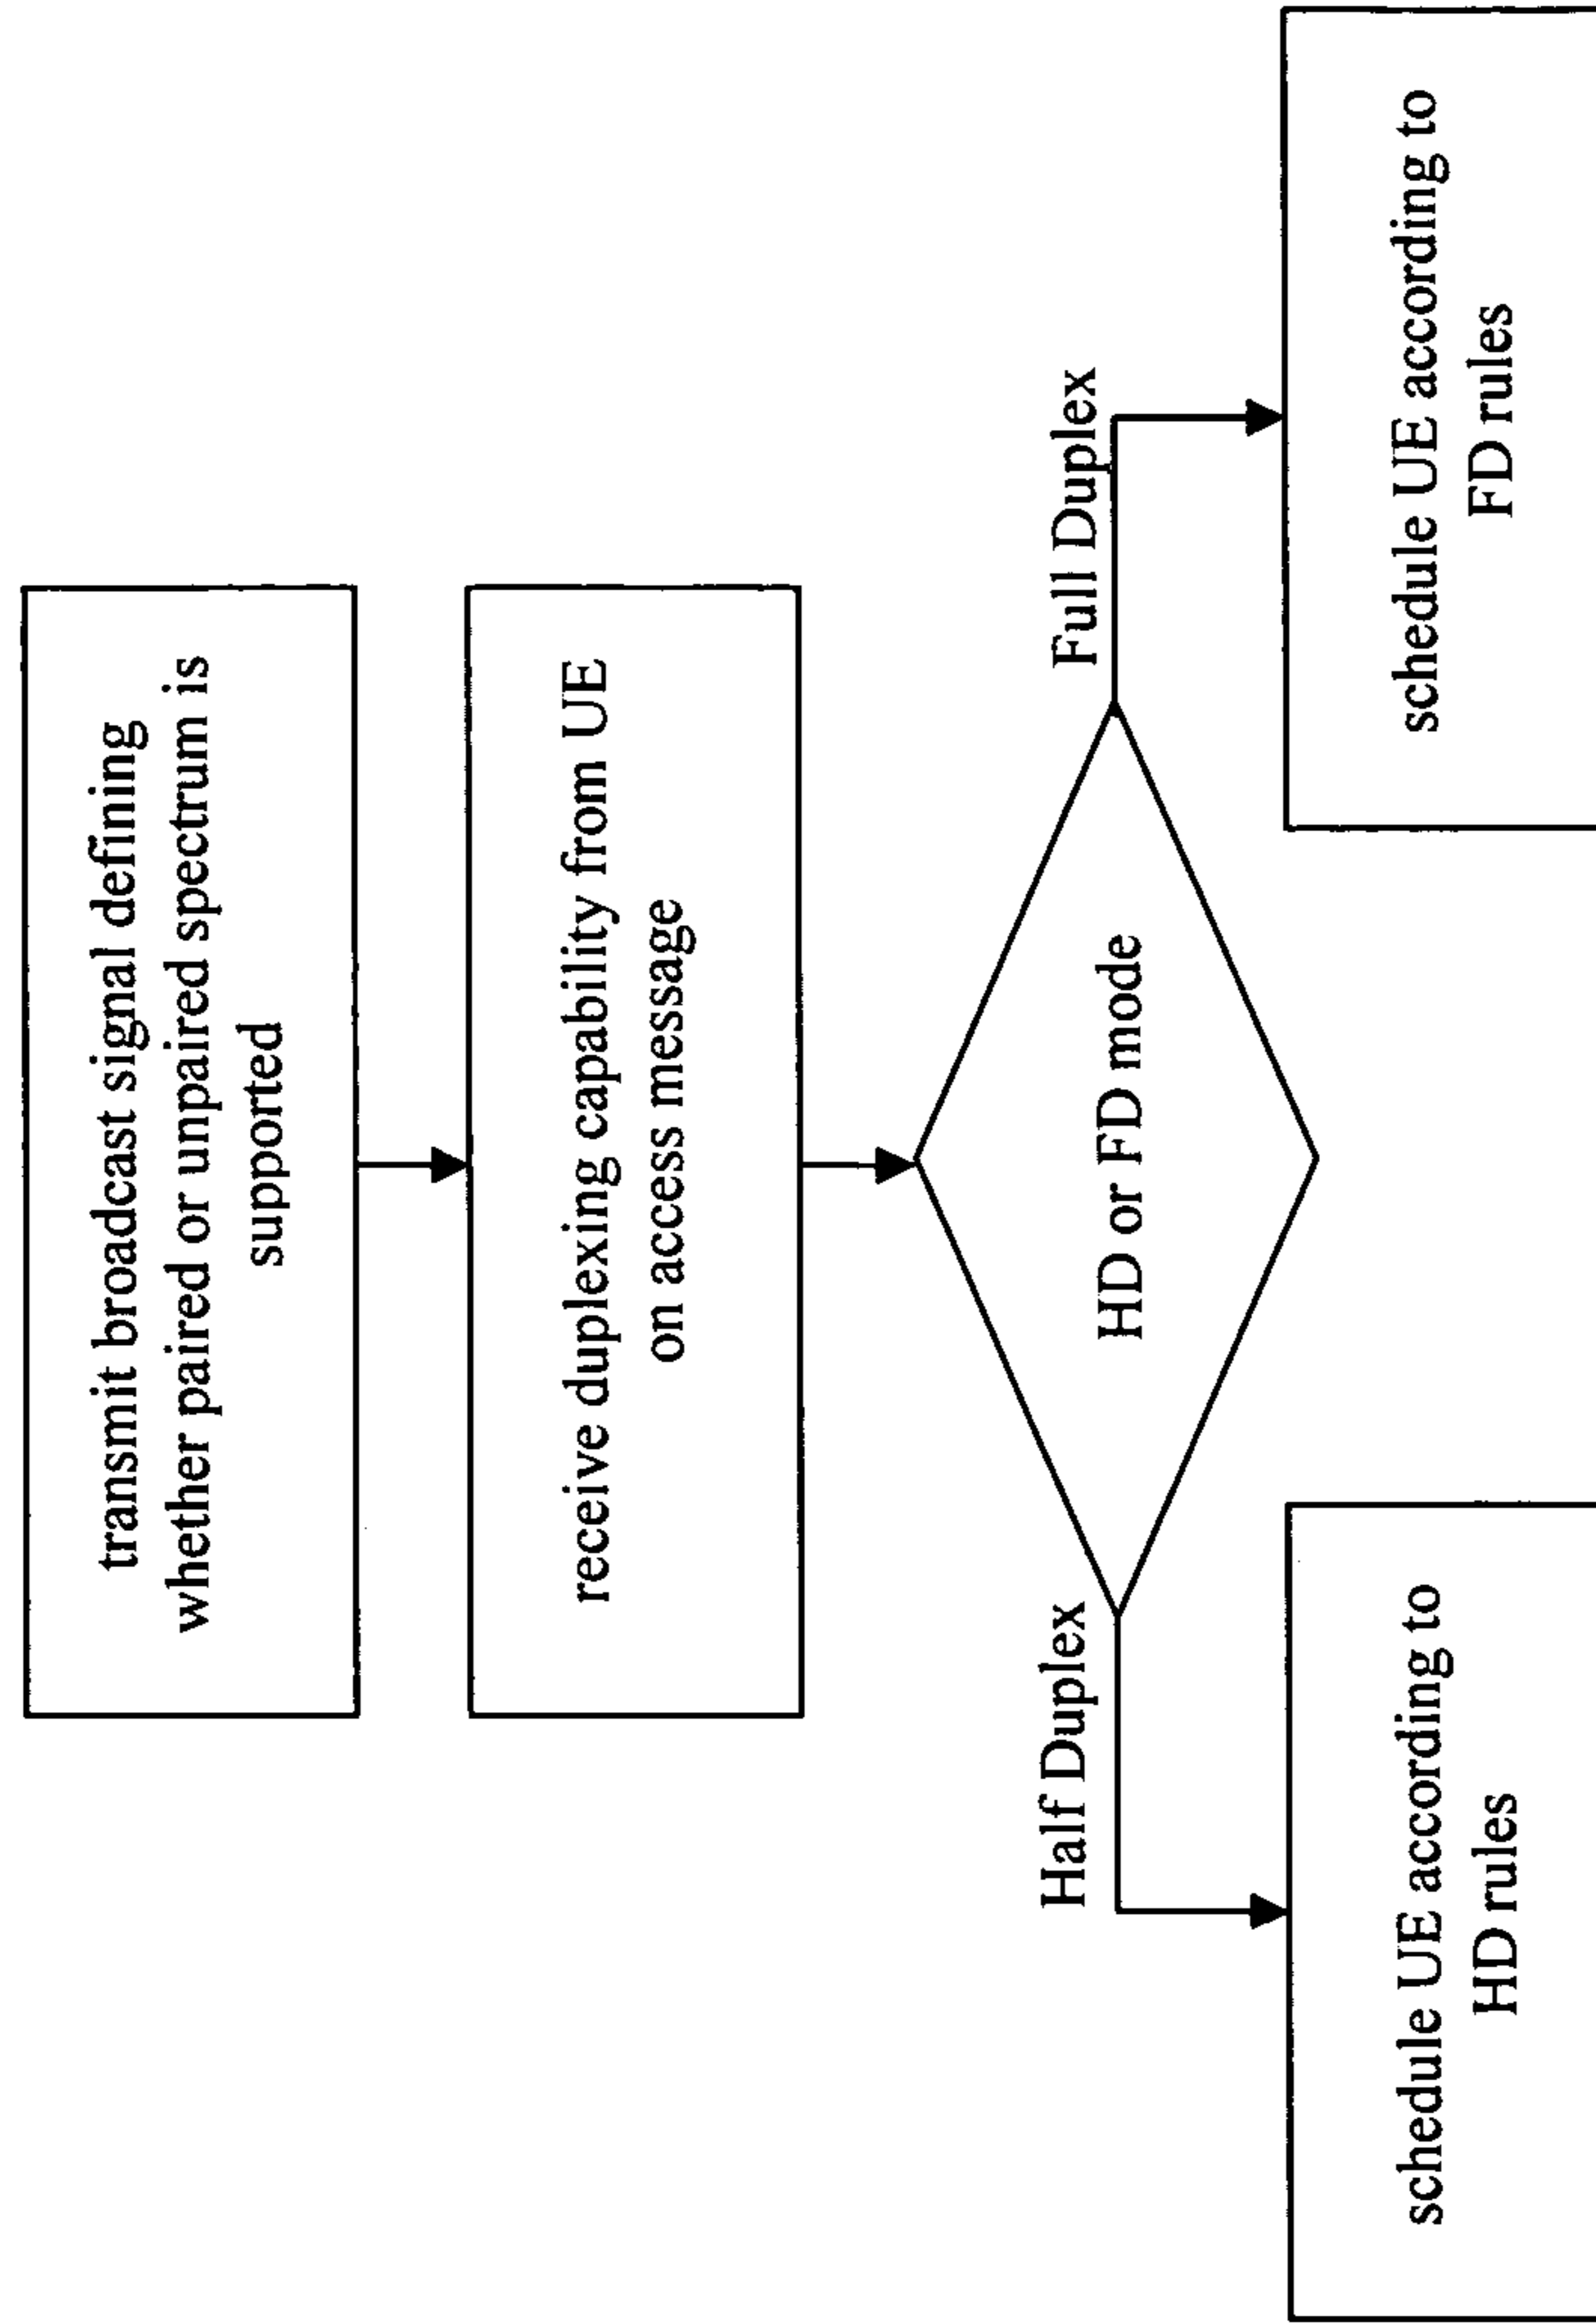 transmit broadcast signal defining
whether paired or unpaired spectrum is
supported
receive duplexing capability from UE
on access message
HD or FD mode
Half Duplex
Full Duplex
schedule UE according to
HD rules
schedule UE according to
FD rules